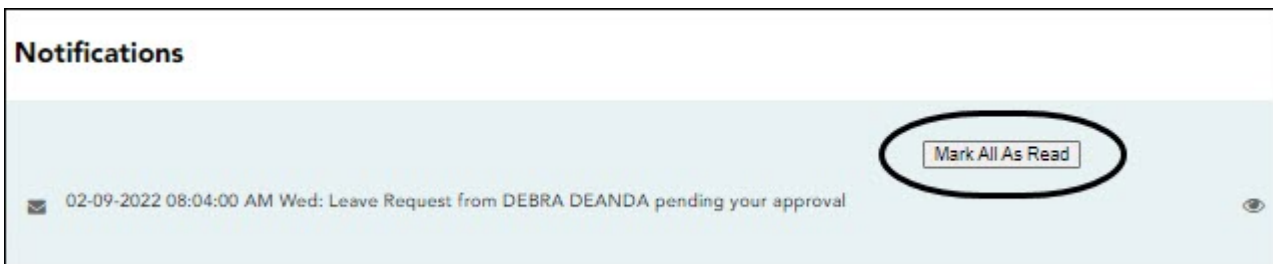 Notifications
Mark All As Read
02-09-2022 08:04:00 AM Wed: Leave Request from DEBRA DEANDA pending your approval